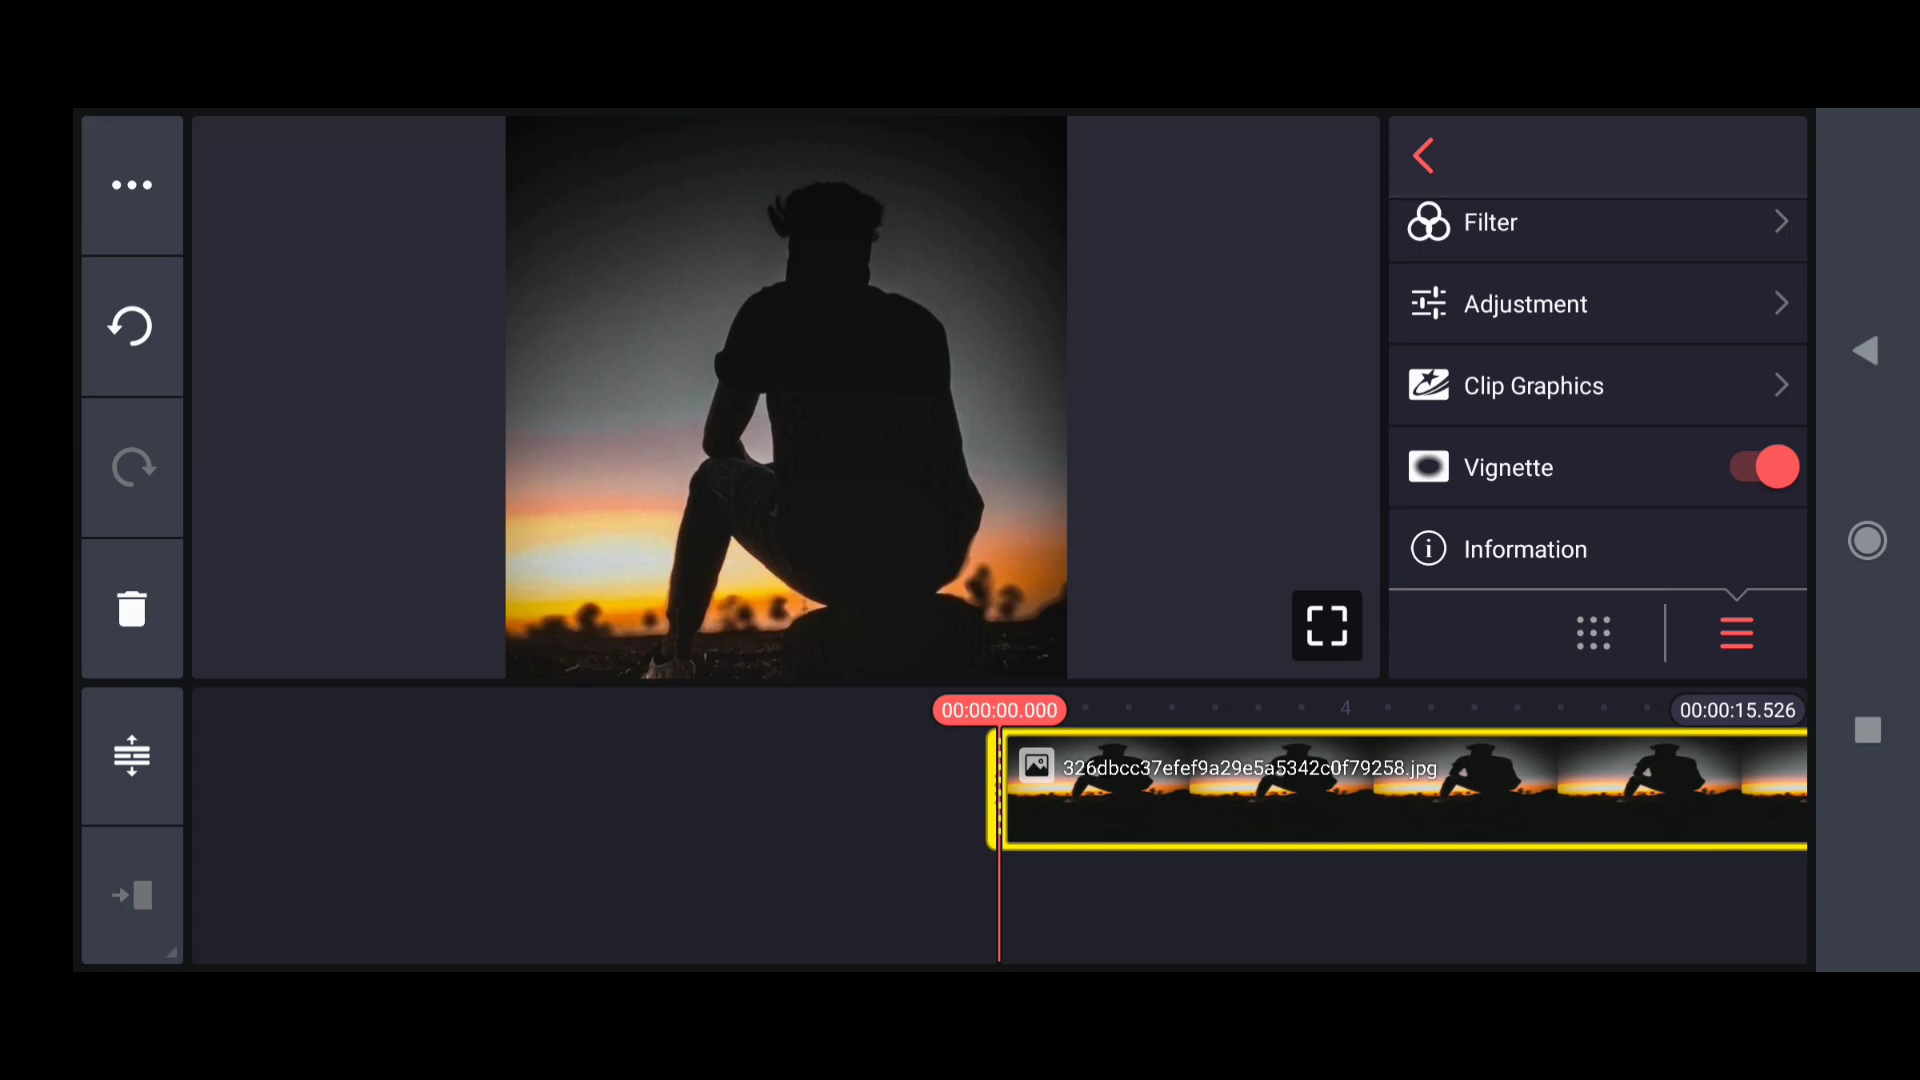 Filter
Adjustment
Clip Graphics
Vignette
Information
00:00:00.000
4
00:00:15.526
326dbcc37efef9a29e5a5342c0f79258.jpg